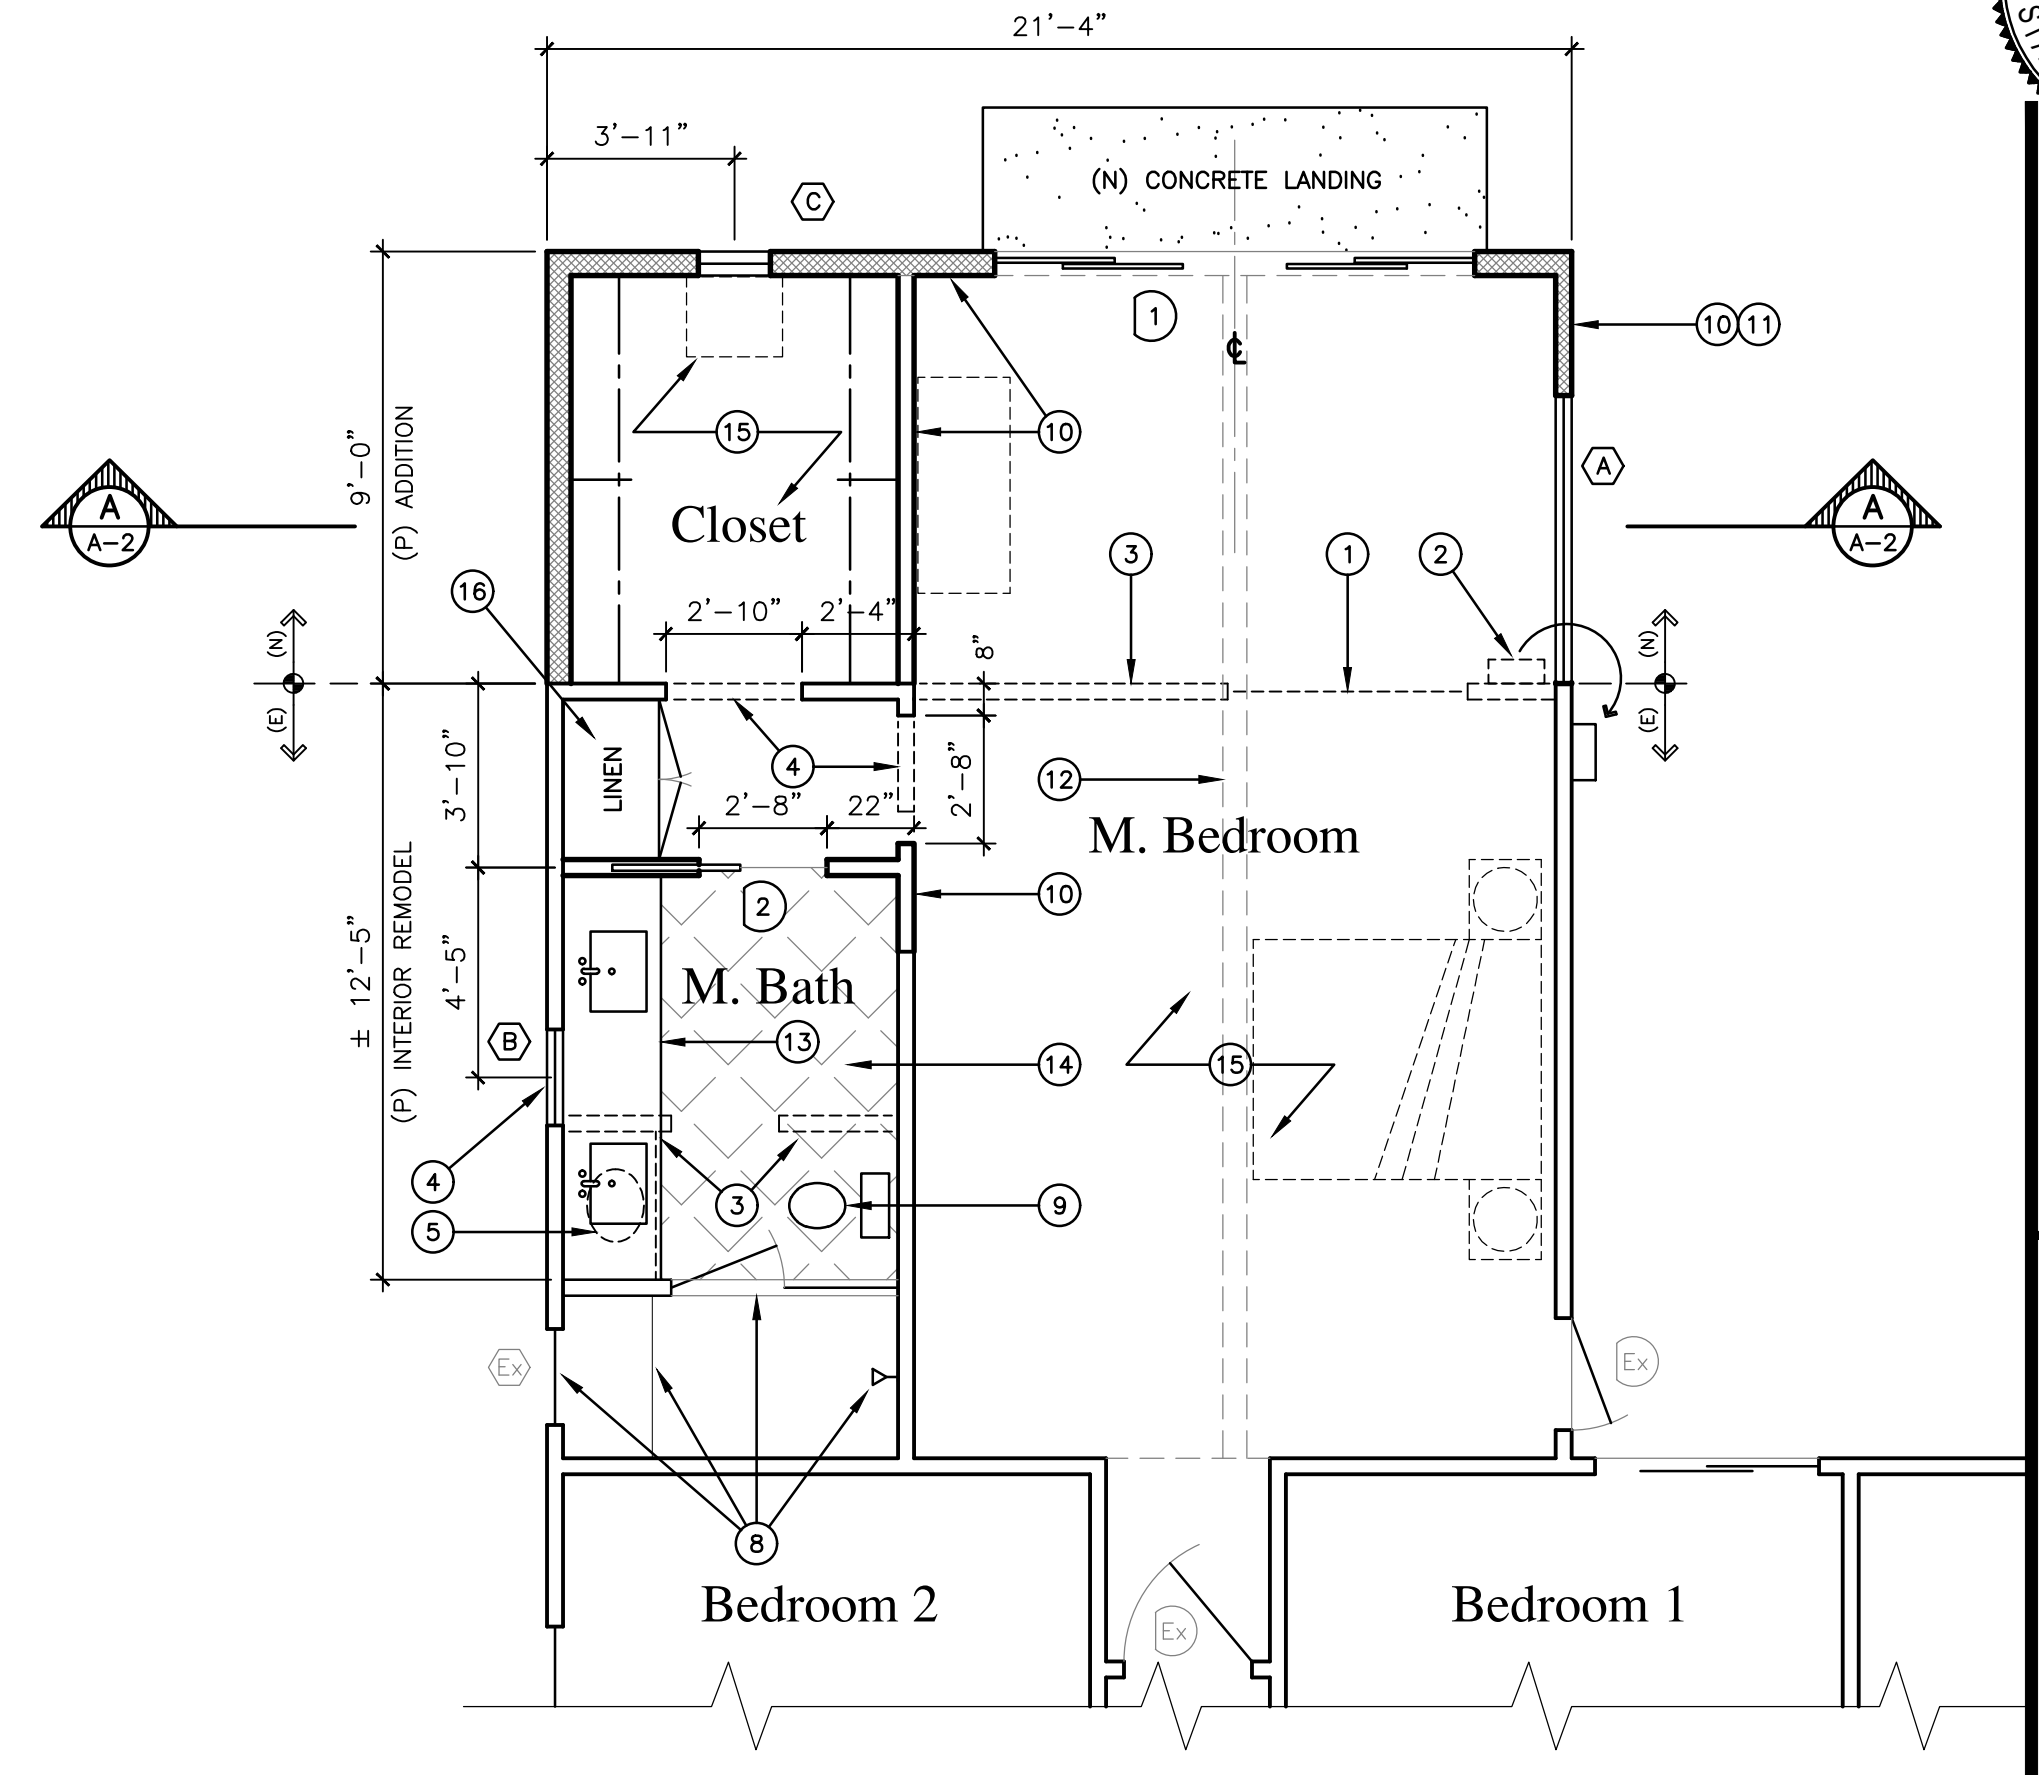 21'-4"
3'-11"
C
(N) CONCRETE LANDING
1
10 11
℄
15
10
9'-0"
(P) ADDITION
A
A
A-2
A
A-2
Closet
3
1
2
16
2'-10"
2'-4"
8"
(N)
(E)
(N)
(E)
LINEN
4
3'-10"
2'-8"
22"
2'-8"
12
M. Bedroom
10
2
± 12'-5"
(P) INTERIOR REMODEL
4'-5"
M. Bath
B
13
14
15
4
3
9
5
Ex
Ex
8
Bedroom 2
Ex
Bedroom 1